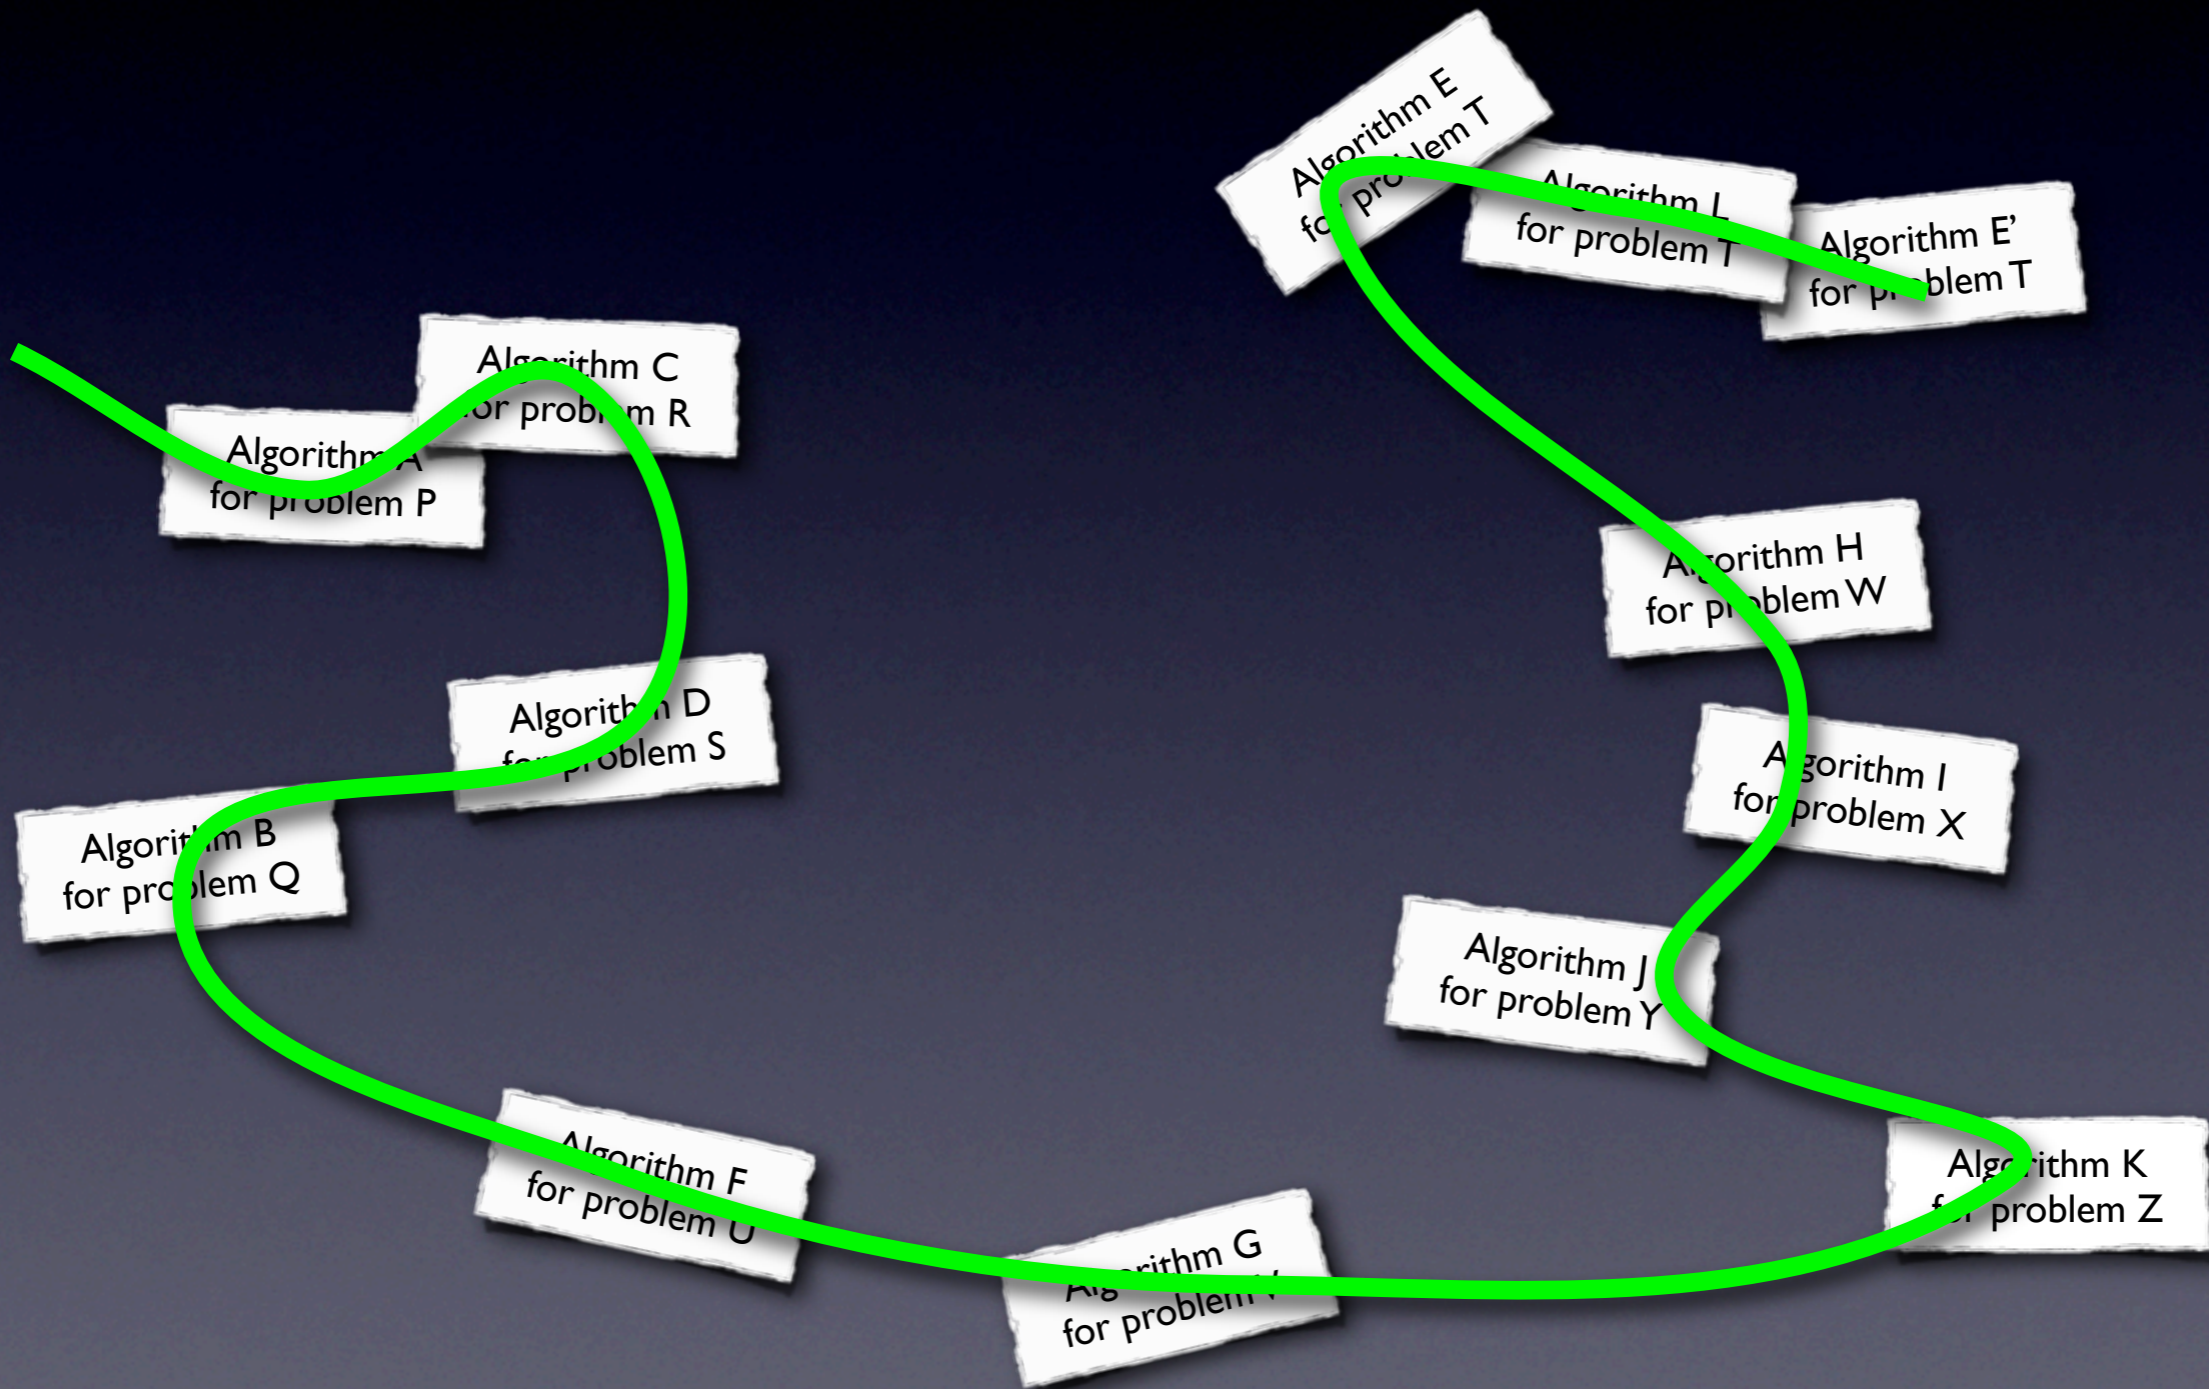 Algorithm E
for problem T
Algorithm L
for problem T
Algorithm E’
for problem T
Algorithm C
for problem R
Algorithm A
for problem P
Algorithm H
for problem W
Algorithm D
for problem S
Algorithm I
for problem X
Algorithm B
for problem Q
Algorithm J
for problem Y
Algorithm F
for problem U
Algorithm K
for problem Z
Algorithm G
for problem V